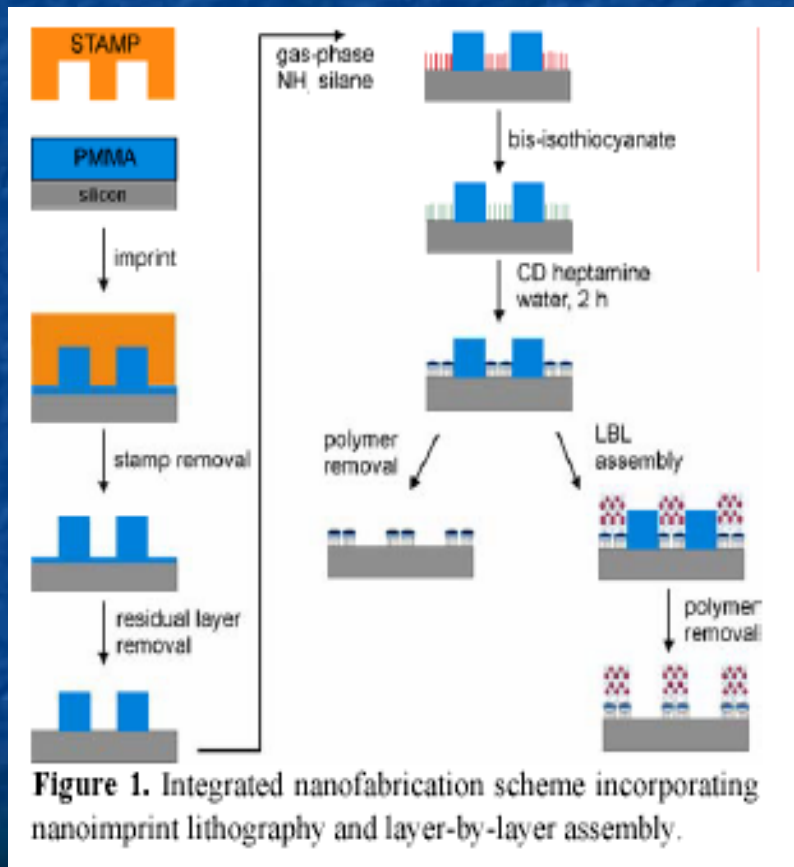 STAMP
PMMA
silicon
imprint
stamp removal
residual layer
removal
gas-phase
NH, silane
bis-isothiocyanate
CD heptamine
water, 2 h
polymer
removal
LBL
assembly
polymer
removal
Figure 1. Integrated nanofabrication scheme incorporating
nanoimprint lithography and layer-by-layer assembly.